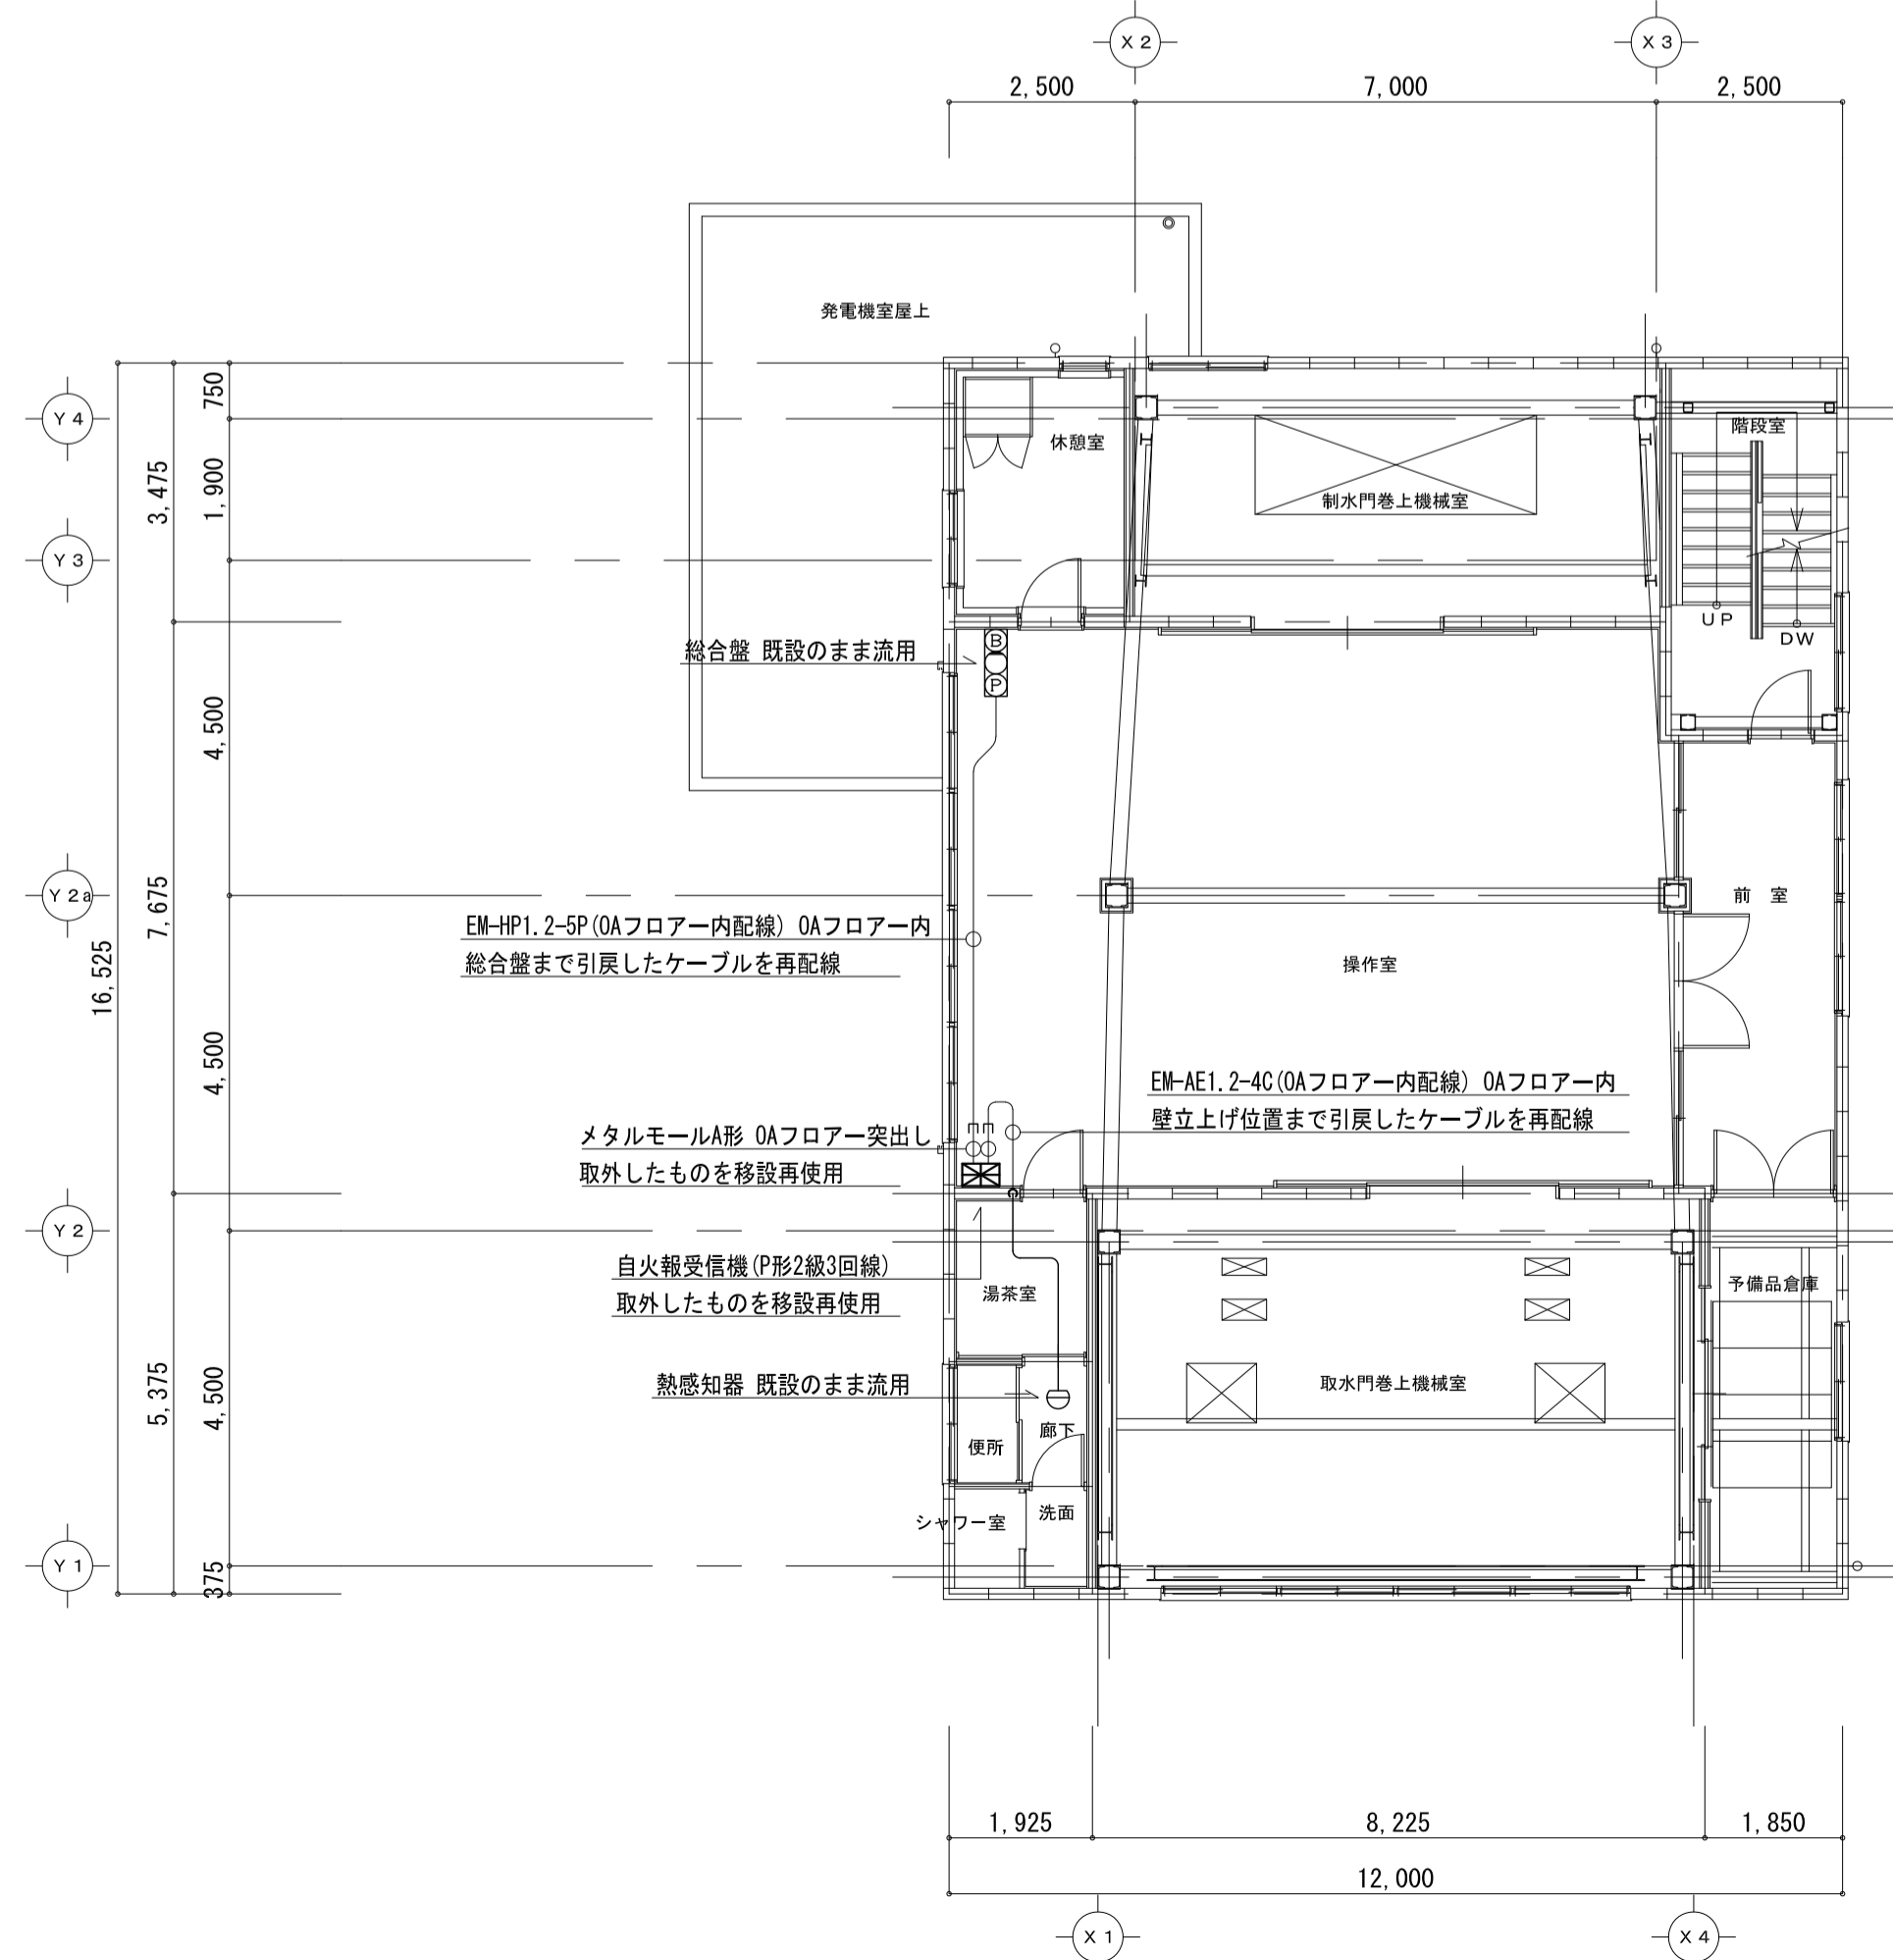 X 2
X 3
2,500
7,000
2,500
発電機室屋上
Y 4
750
3,475
1,900
休憩室
階段室
制水門巻上機械室
Y 3
UP
DW
総合盤 既設のまま流用
B
P
4,500
Y 2a
7,675
16,525
前 室
EM-HP1.2-5P(OAフロアー内配線) OAフロアー内
総合盤まで引戻したケーブルを再配線
操作室
4,500
EM-AE1.2-4C(OAフロアー内配線) OAフロアー内
壁立上げ位置まで引戻したケーブルを再配線
メタルモールA形 OAフロアー突出し
取外したものを移設再使用
Y 2
自火報受信機(P形2級3回線)
取外したものを移設再使用
湯茶室
予備品倉庫
5,375
4,500
熱感知器 既設のまま流用
取水門巻上機械室
廊下
便所
シャワー室
洗面
Y 1
375
1,925
8,225
1,850
12,000
X 1
X 4